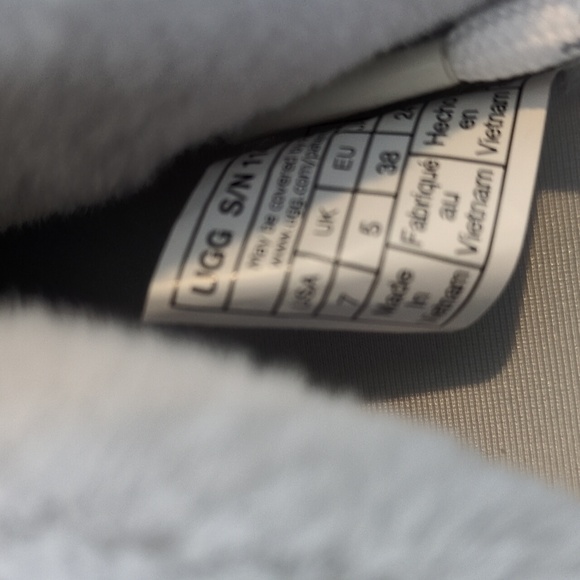 UGG S/N 1
may be covered by
www.ugg.com/pa
USA UK EU
7 5 38 2
Made in Vietnam
Fabriqué au Vietnam
Hecho en Vietnam